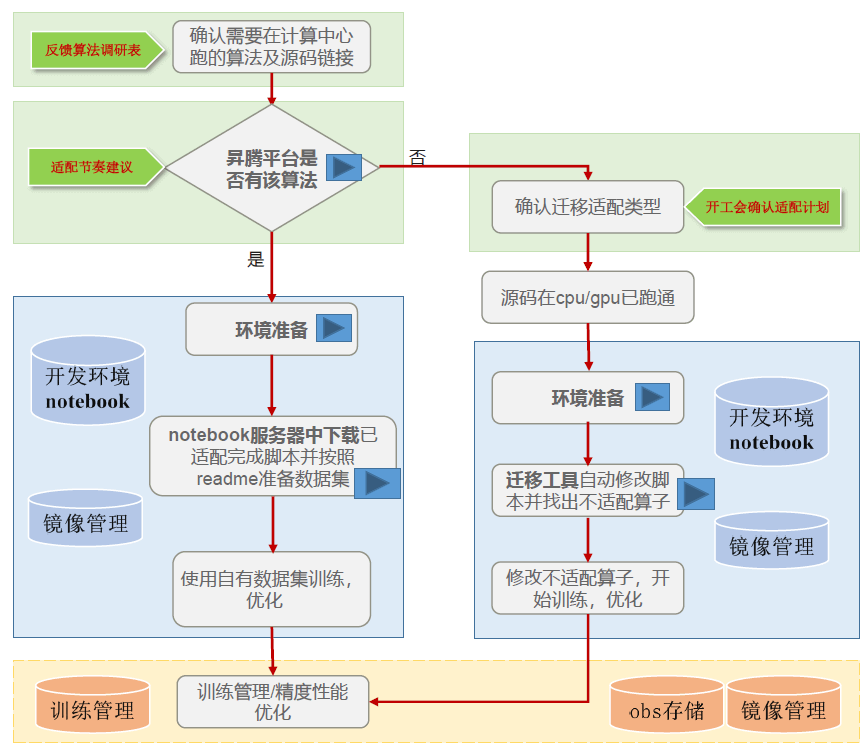 反馈算法调研表
确认需要在计算中心
跑的算法及源码链接
适配节奏建议
昇腾平台是
否有该算法
否
确认迁移适配类型
开工会确认适配计划
是
源码在cpu/gpu已跑通
环境准备
开发环境
notebook
notebook服务器中下载已
适配完成脚本并按照
readme准备数据集
镜像管理
使用自有数据集训练，
优化
环境准备
开发环境
notebook
迁移工具自动修改脚
本并找出不适配算子
镜像管理
修改不适配算子，开
始训练，优化
训练管理
训练管理/精度性能
优化
obs存储
镜像管理